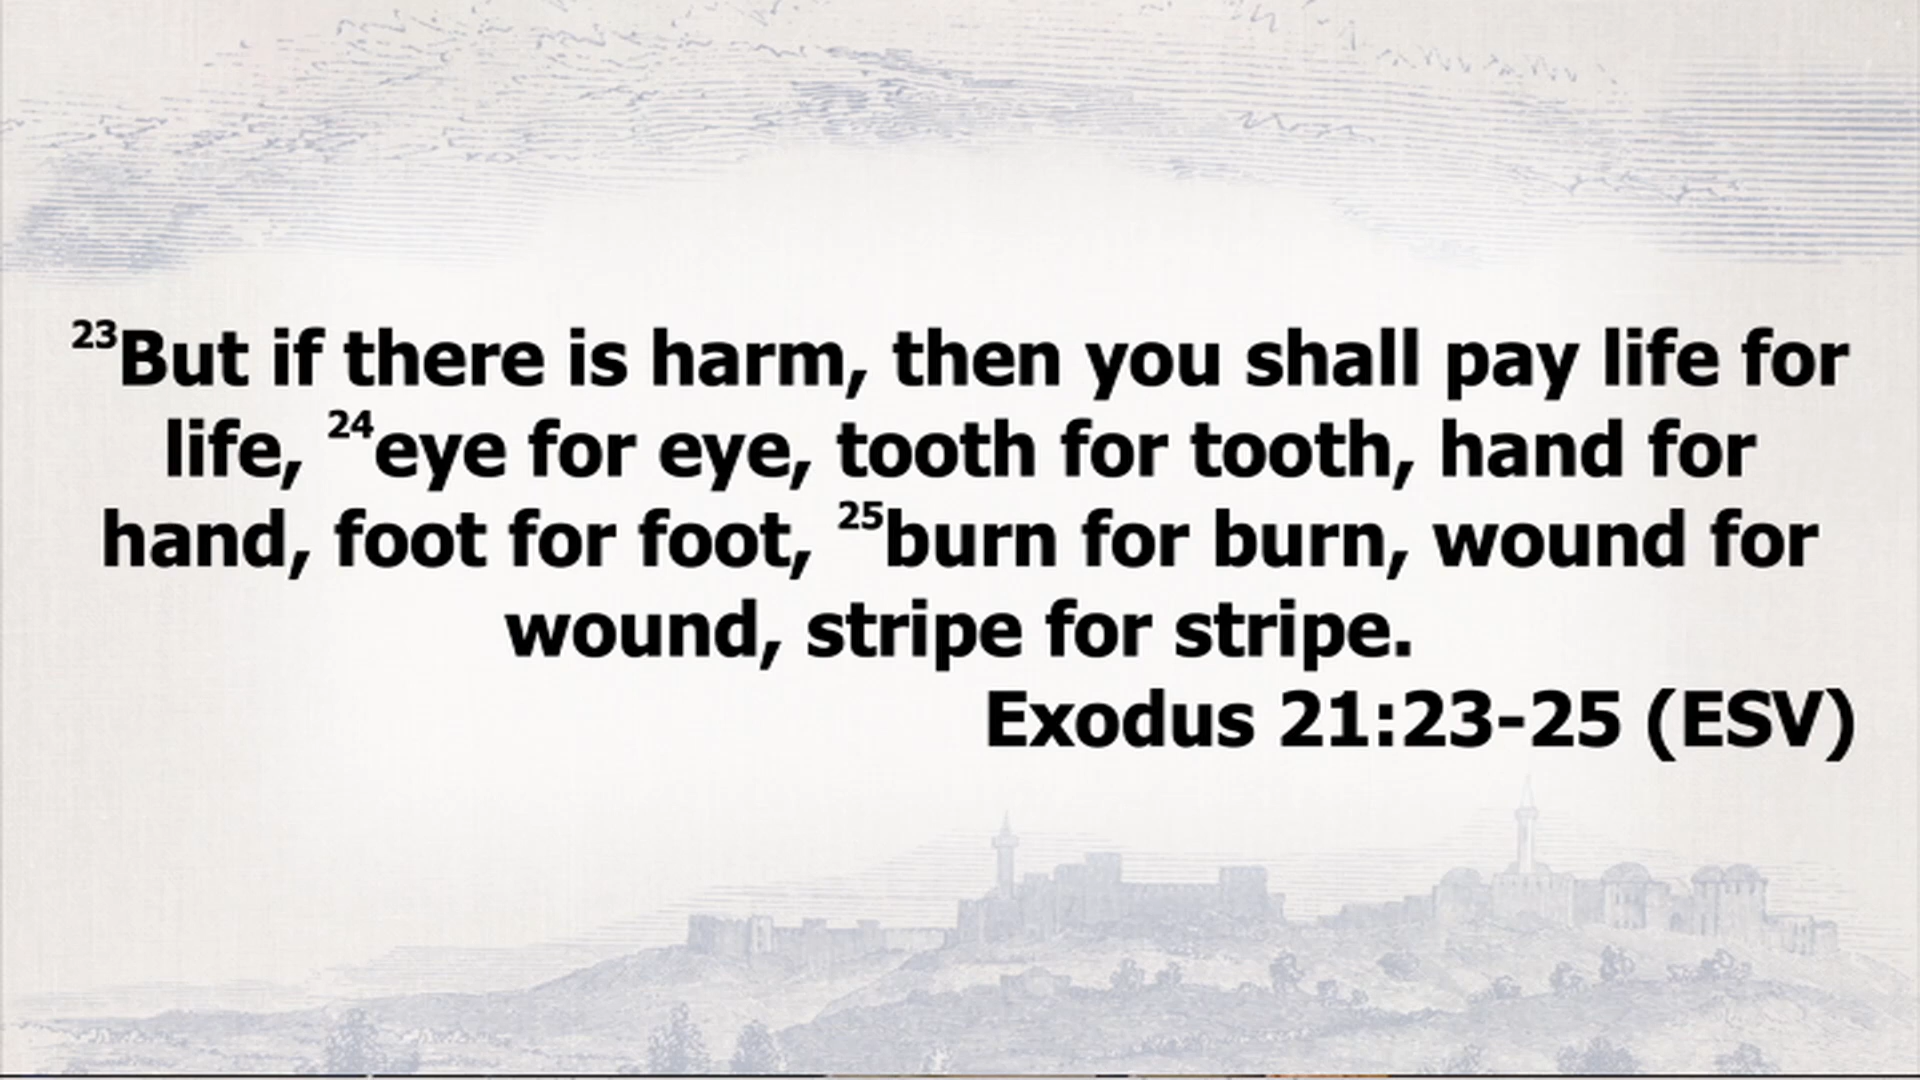 23But if there is harm, then you shall pay life for
life, 24eye for eye, tooth for tooth, hand for
hand, foot for foot, 25burn for burn, wound for
wound, stripe for stripe.
Exodus 21:23-25 (ESV)